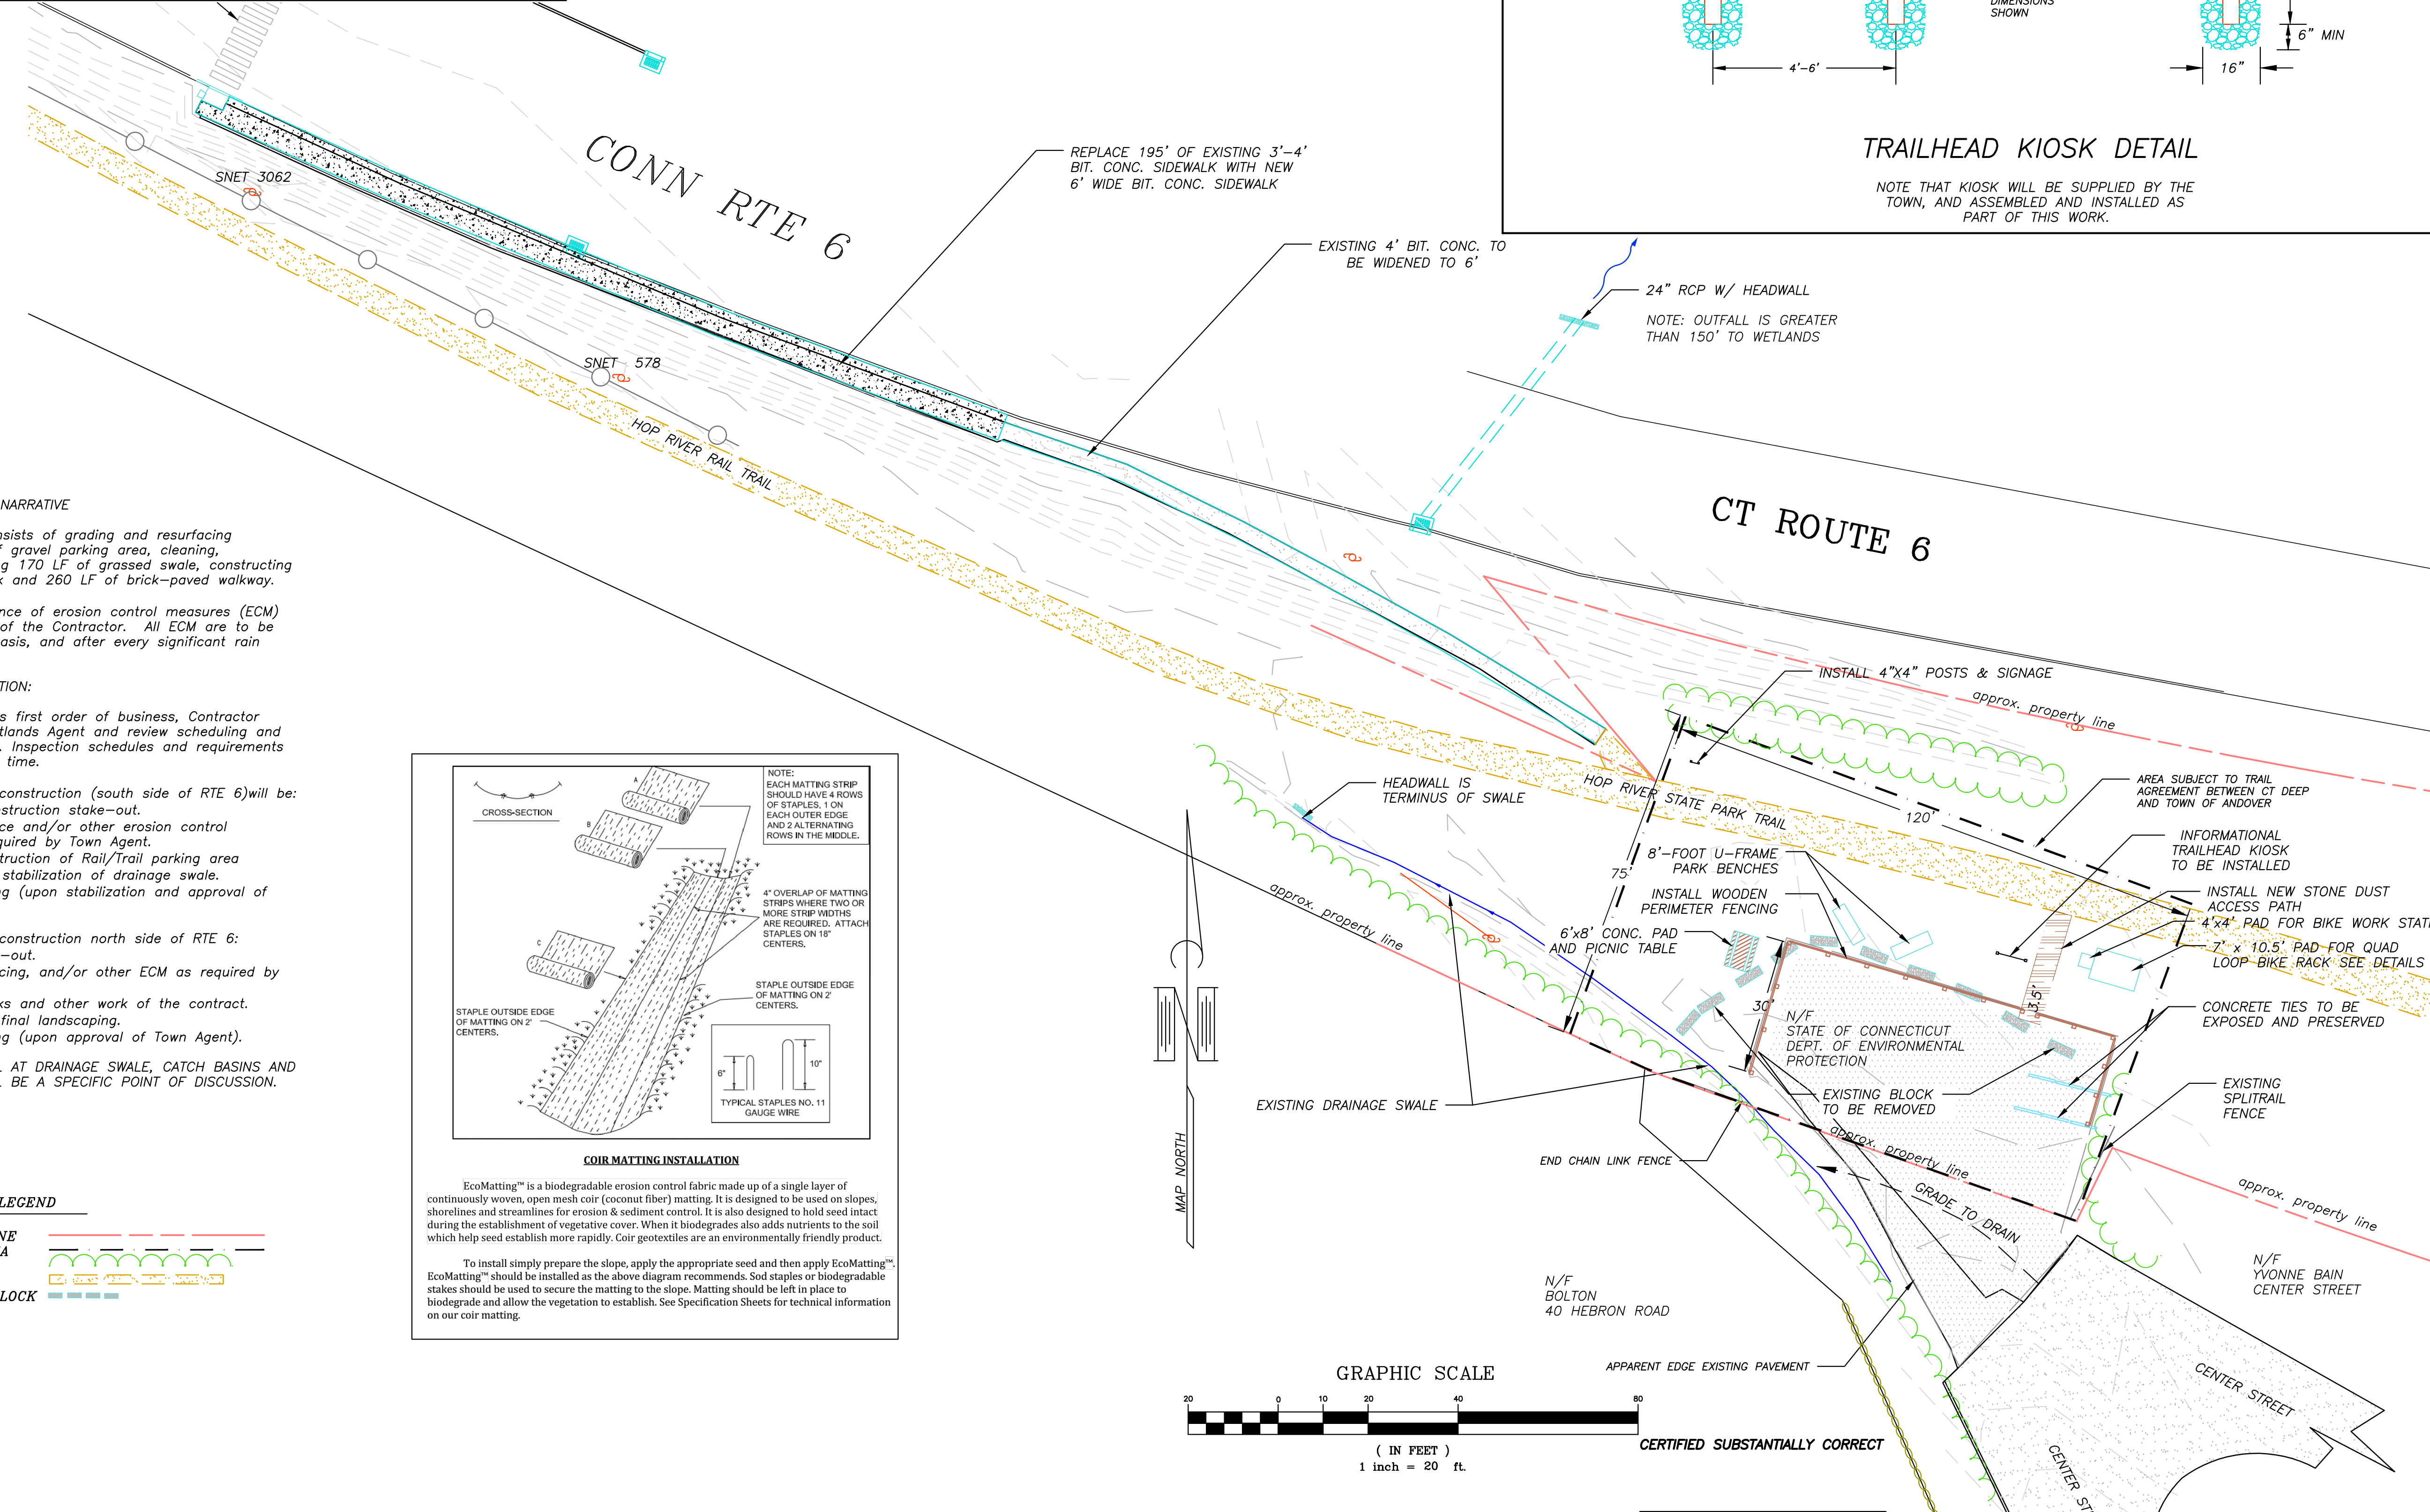 DIMENSIONS
SHOWN
6" MIN
4'-6'
16"
TRAILHEAD KIOSK DETAIL
NOTE THAT KIOSK WILL BE SUPPLIED BY THE
TOWN, AND ASSEMBLED AND INSTALLED AS
PART OF THIS WORK.
CONN RTE 6
SNET 3062
SNET 578
REPLACE 195' OF EXISTING 3'-4'
BIT. CONC. SIDEWALK WITH NEW
6' WIDE BIT. CONC. SIDEWALK
EXISTING 4' BIT. CONC. TO
BE WIDENED TO 6'
24" RCP W/ HEADWALL
NOTE: OUTFALL IS GREATER
THAN 150' TO WETLANDS
HOP RIVER RAIL TRAIL
CT ROUTE 6
NARRATIVE
nsists of grading and resurfacing
f gravel parking area, cleaning,
g 170 LF of grassed swale, constructing
k and 260 LF of brick-paved walkway.
nce of erosion control measures (ECM)
of the Contractor. All ECM are to be
asis, and after every significant rain
TION:
s first order of business, Contractor
tlands Agent and review scheduling and
. Inspection schedules and requirements
time.
construction (south side of RTE 6)will be:
nstruction stake-out.
ce and/or other erosion control
quired by Town Agent.
truction of Rail/Trail parking area
stabilization of drainage swale.
ng (upon stabilization and approval of
construction north side of RTE 6:
-out.
cing, and/or other ECM as required by
ks and other work of the contract.
final landscaping.
ng (upon approval of Town Agent).
L AT DRAINAGE SWALE, CATCH BASINS AND
L BE A SPECIFIC POINT OF DISCUSSION.
LEGEND
NE
A
LOCK
CROSS-SECTION
A
B
C
NOTE:
EACH MATTING STRIP
SHOULD HAVE 4 ROWS
OF STAPLES, 1 ON
EACH OUTER EDGE
AND 2 ALTERNATING
ROWS IN THE MIDDLE.
4" OVERLAP OF MATTING
STRIPS WHERE TWO OR
MORE STRIP WIDTHS
ARE REQUIRED. ATTACH
STAPLES ON 18"
CENTERS.
STAPLE OUTSIDE EDGE
OF MATTING ON 2'
CENTERS.
STAPLE OUTSIDE EDGE
OF MATTING ON 2'
CENTERS.
6"
10"
TYPICAL STAPLES NO. 11
GAUGE WIRE
COIR MATTING INSTALLATION
EcoMatting™ is a biodegradable erosion control fabric made up of a single layer of
continuously woven, open mesh coir (coconut fiber) matting. It is designed to be used on slopes,
shorelines and streamlines for erosion & sediment control. It is also designed to hold seed intact
during the establishment of vegetative cover. When it biodegrades also adds nutrients to the soil
which help seed establish more rapidly. Coir geotextiles are an environmentally friendly product.
To install simply prepare the slope, apply the appropriate seed and then apply EcoMatting™.
EcoMatting™ should be installed as the above diagram recommends. Sod staples or biodegradable
stakes should be used to secure the matting to the slope. Matting should be left in place to
biodegrade and allow the vegetation to establish. See Specification Sheets for technical information
on our coir matting.
INSTALL 4"X4" POSTS & SIGNAGE
approx. property line
HEADWALL IS
TERMINUS OF SWALE
HOP RIVER STATE PARK TRAIL
120'
AREA SUBJECT TO TRAIL
AGREEMENT BETWEEN CT DEEP
AND TOWN OF ANDOVER
INFORMATIONAL
TRAILHEAD KIOSK
TO BE INSTALLED
8'-FOOT U-FRAME
PARK BENCHES
75'
INSTALL WOODEN
PERIMETER FENCING
INSTALL NEW STONE DUST
ACCESS PATH
4'x4' PAD FOR BIKE WORK STATI
7' x 10.5' PAD FOR QUAD
LOOP BIKE RACK SEE DETAILS
6'x8' CONC. PAD
AND PICNIC TABLE
approx. property line
30'
3.5'
N/F
STATE OF CONNECTICUT
DEPT. OF ENVIRONMENTAL
PROTECTION
CONCRETE TIES TO BE
EXPOSED AND PRESERVED
EXISTING BLOCK
TO BE REMOVED
EXISTING
SPLITRAIL
FENCE
EXISTING DRAINAGE SWALE
END CHAIN LINK FENCE
approx. property line
GRADE TO DRAIN
approx. property line
MAP NORTH
N/F
BOLTON
40 HEBRON ROAD
N/F
YVONNE BAIN
CENTER STREET
APPARENT EDGE EXISTING PAVEMENT
CENTER STREET
CENTER ST
GRAPHIC SCALE
20 0 10 20 40 80
( IN FEET )
1 inch = 20 ft.
CERTIFIED SUBSTANTIALLY CORRECT